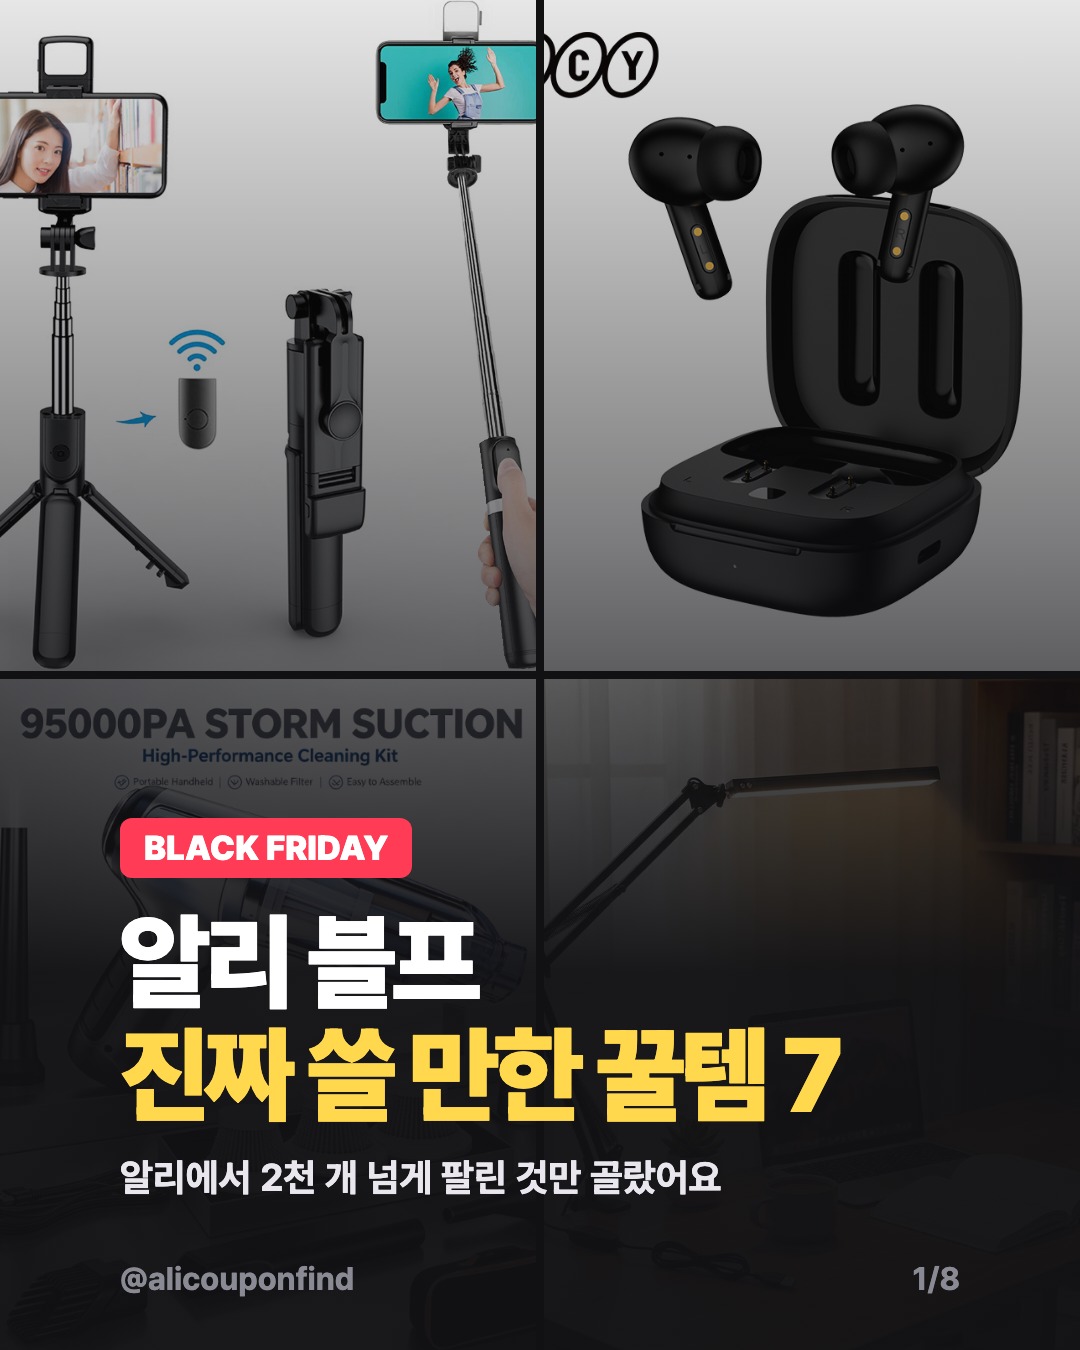 CY
95000PA STORM SUCTION
High-Performance Cleaning Kit
Portable Handheld | Washable Filter | Easy to Assemble
BLACK FRIDAY
알리 블프
진짜 쓸 만한 꿀템 7
알리에서 2천 개 넘게 팔린 것만 골랐어요
@alicouponfind
1/8